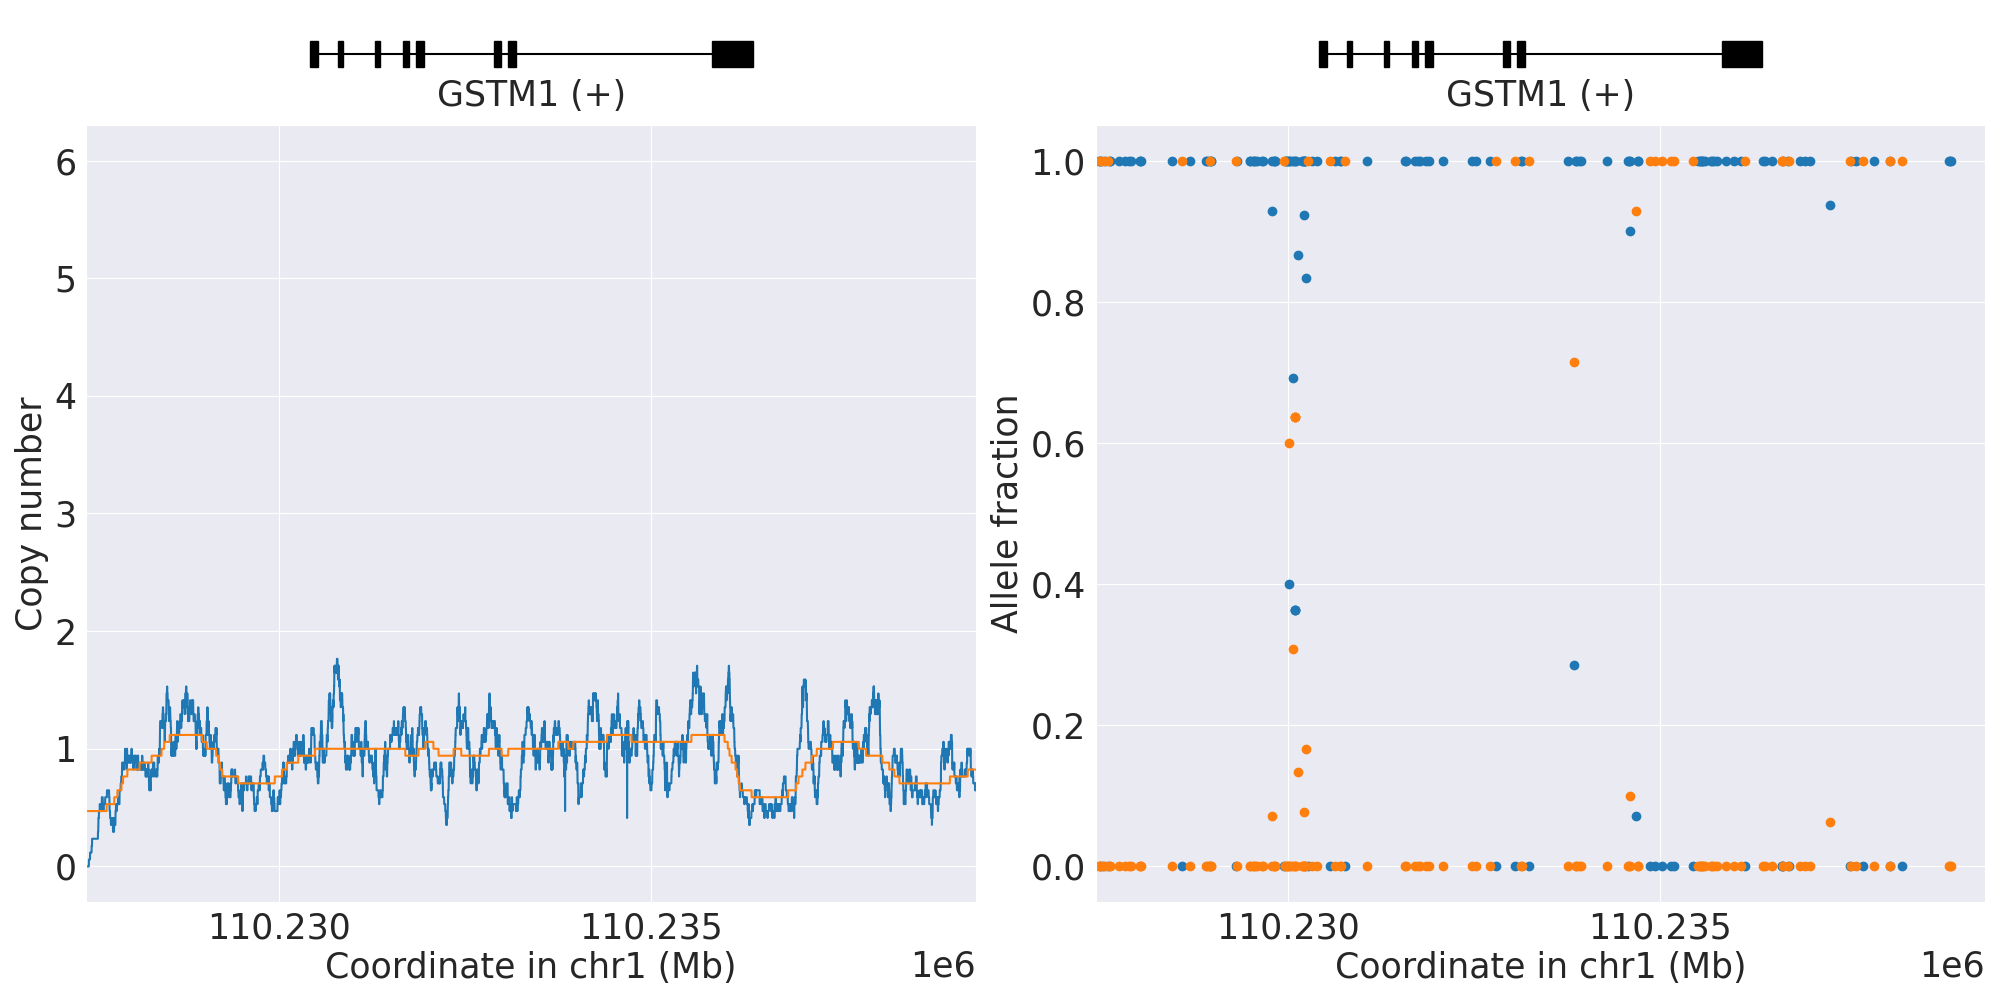 GSTM1 (+)
6
5
4
3
2
1
0
Copy number
110.230
110.235
Coordinate in chr1 (Mb)
1e6
GSTM1 (+)
1.0
0.8
0.6
0.4
0.2
0.0
Allele fraction
110.230
110.235
Coordinate in chr1 (Mb)
1e6